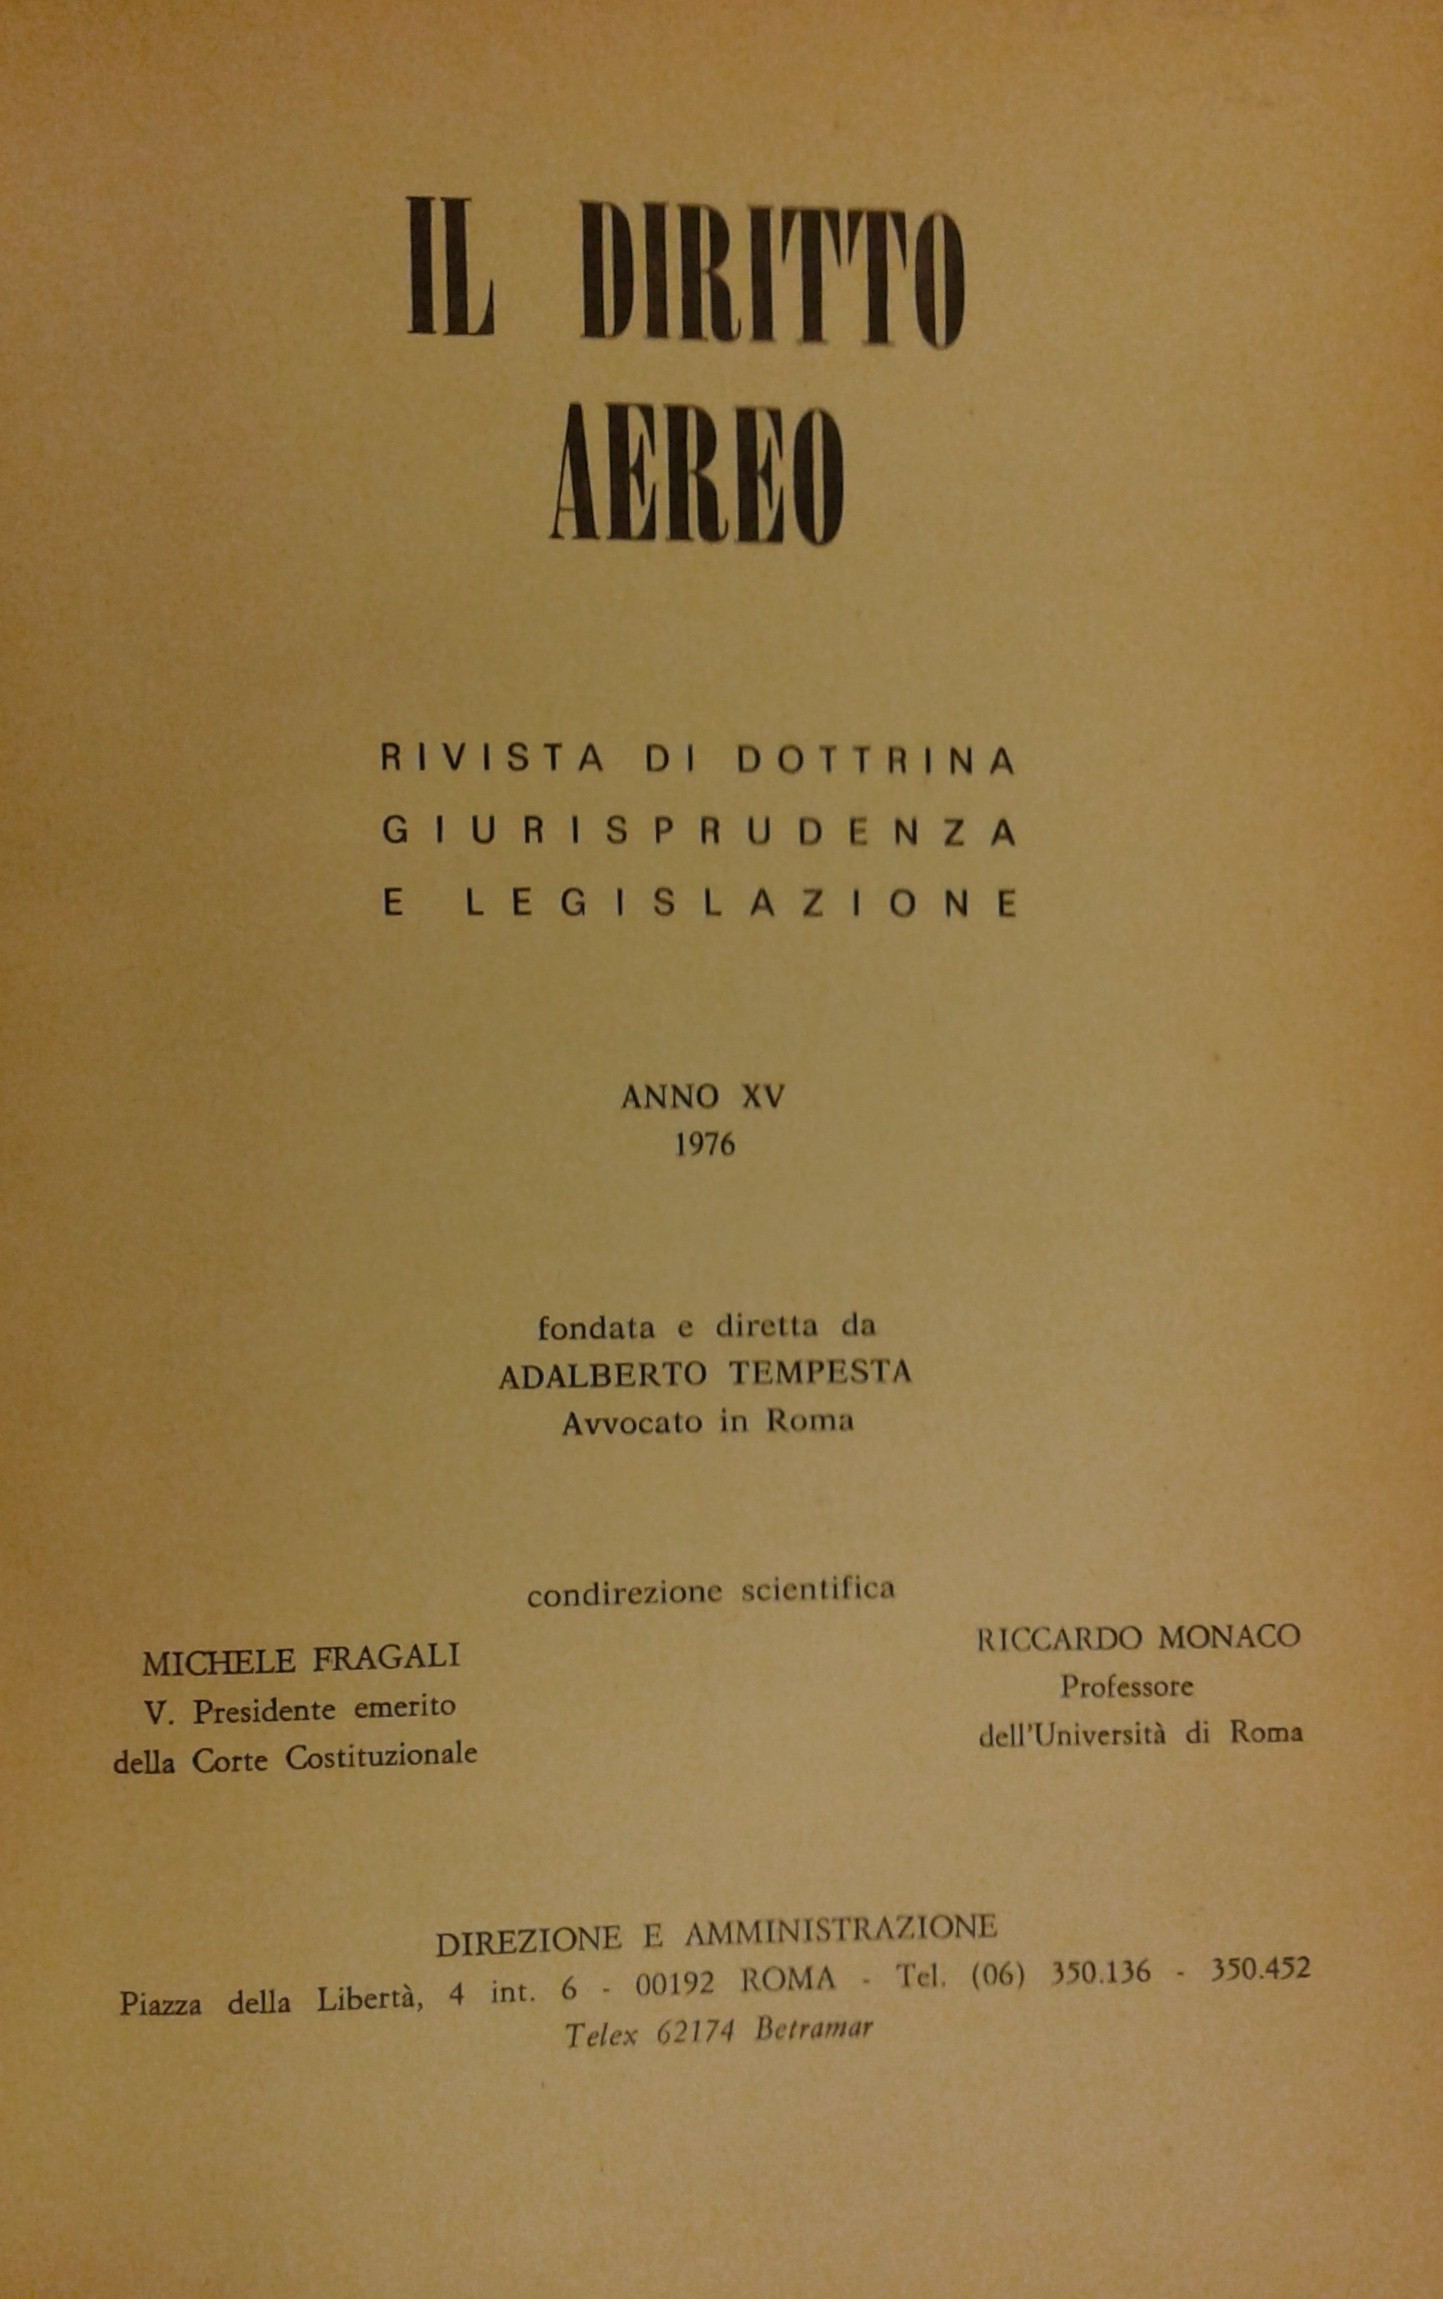 IL DIRITTO
AEREO
RIVISTA DI DOTTRINA
GIURISPRUDENZA
E LEGISLAZIONE
ANNO XV
1976
fondata e diretta da
ADALBERTO TEMPESTA
Avvocato in Roma
condirezione scientifica
MICHELE FRAGALI
V. Presidente emerito
della Corte Costituzionale
RICCARDO MONACO
Professore
dell'Università di Roma
DIREZIONE E AMMINISTRAZIONE
Piazza della Libertà, 4 int. 6 - 00192 ROMA - Tel. (06) 350.136 - 350.452
Telex 62174 Betramar